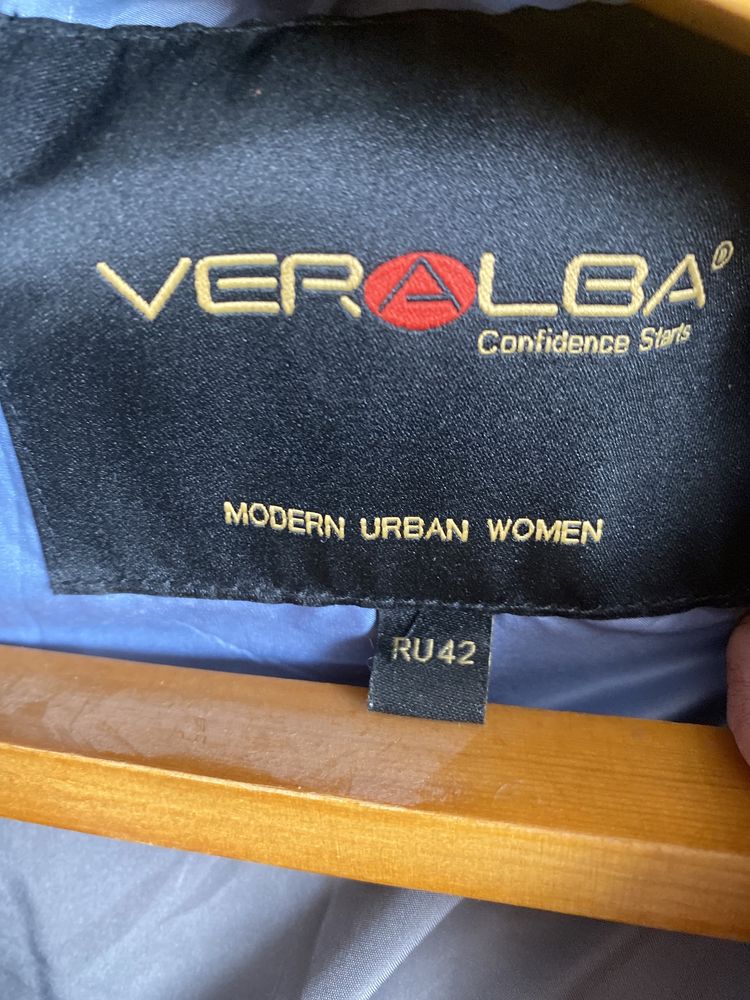 VERALBA®
Confidence Starts
MODERN URBAN WOMEN
RU42